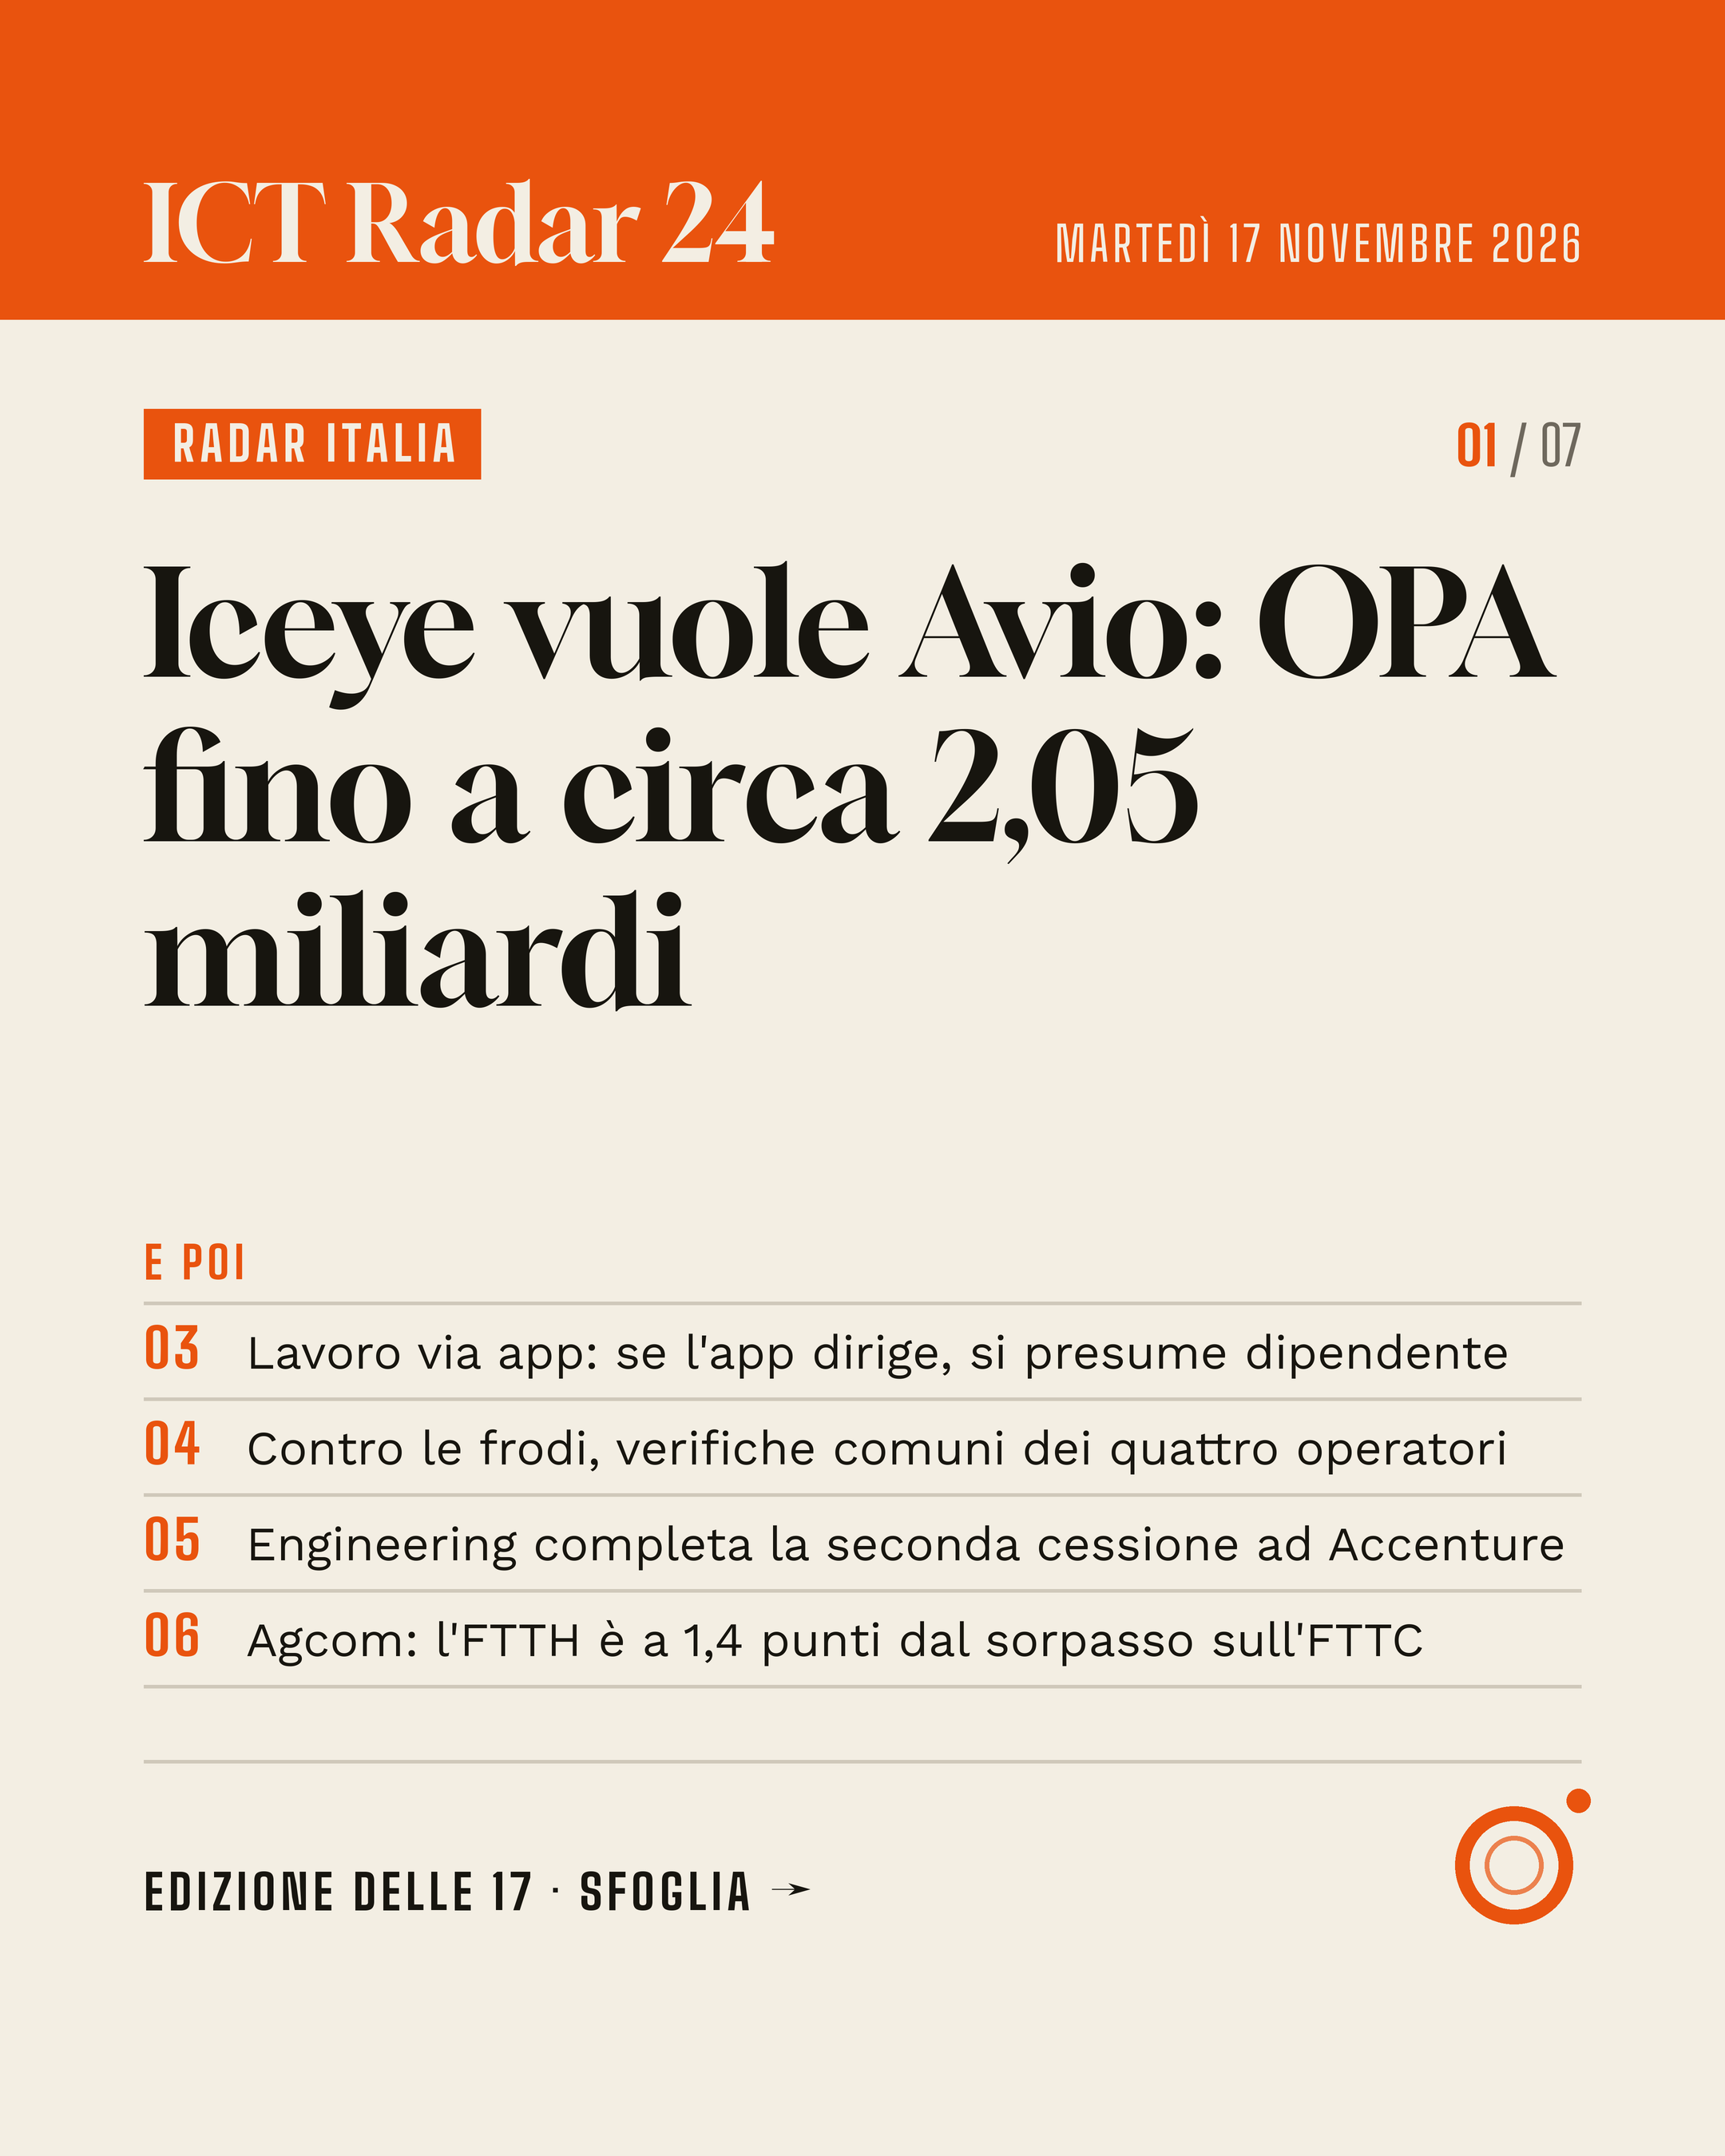 ICT Radar 24
MARTEDÌ 17 NOVEMBRE 2026
RADAR ITALIA
01 / 07
Iceye vuole Avio: OPA
fino a circa 2,05
miliardi
E POI
03 Lavoro via app: se l'app dirige, si presume dipendente
04 Contro le frodi, verifiche comuni dei quattro operatori
05 Engineering completa la seconda cessione ad Accenture
06 Agcom: l'FTTH è a 1,4 punti dal sorpasso sull'FTTC
EDIZIONE DELLE 17 · SFOGLIA →